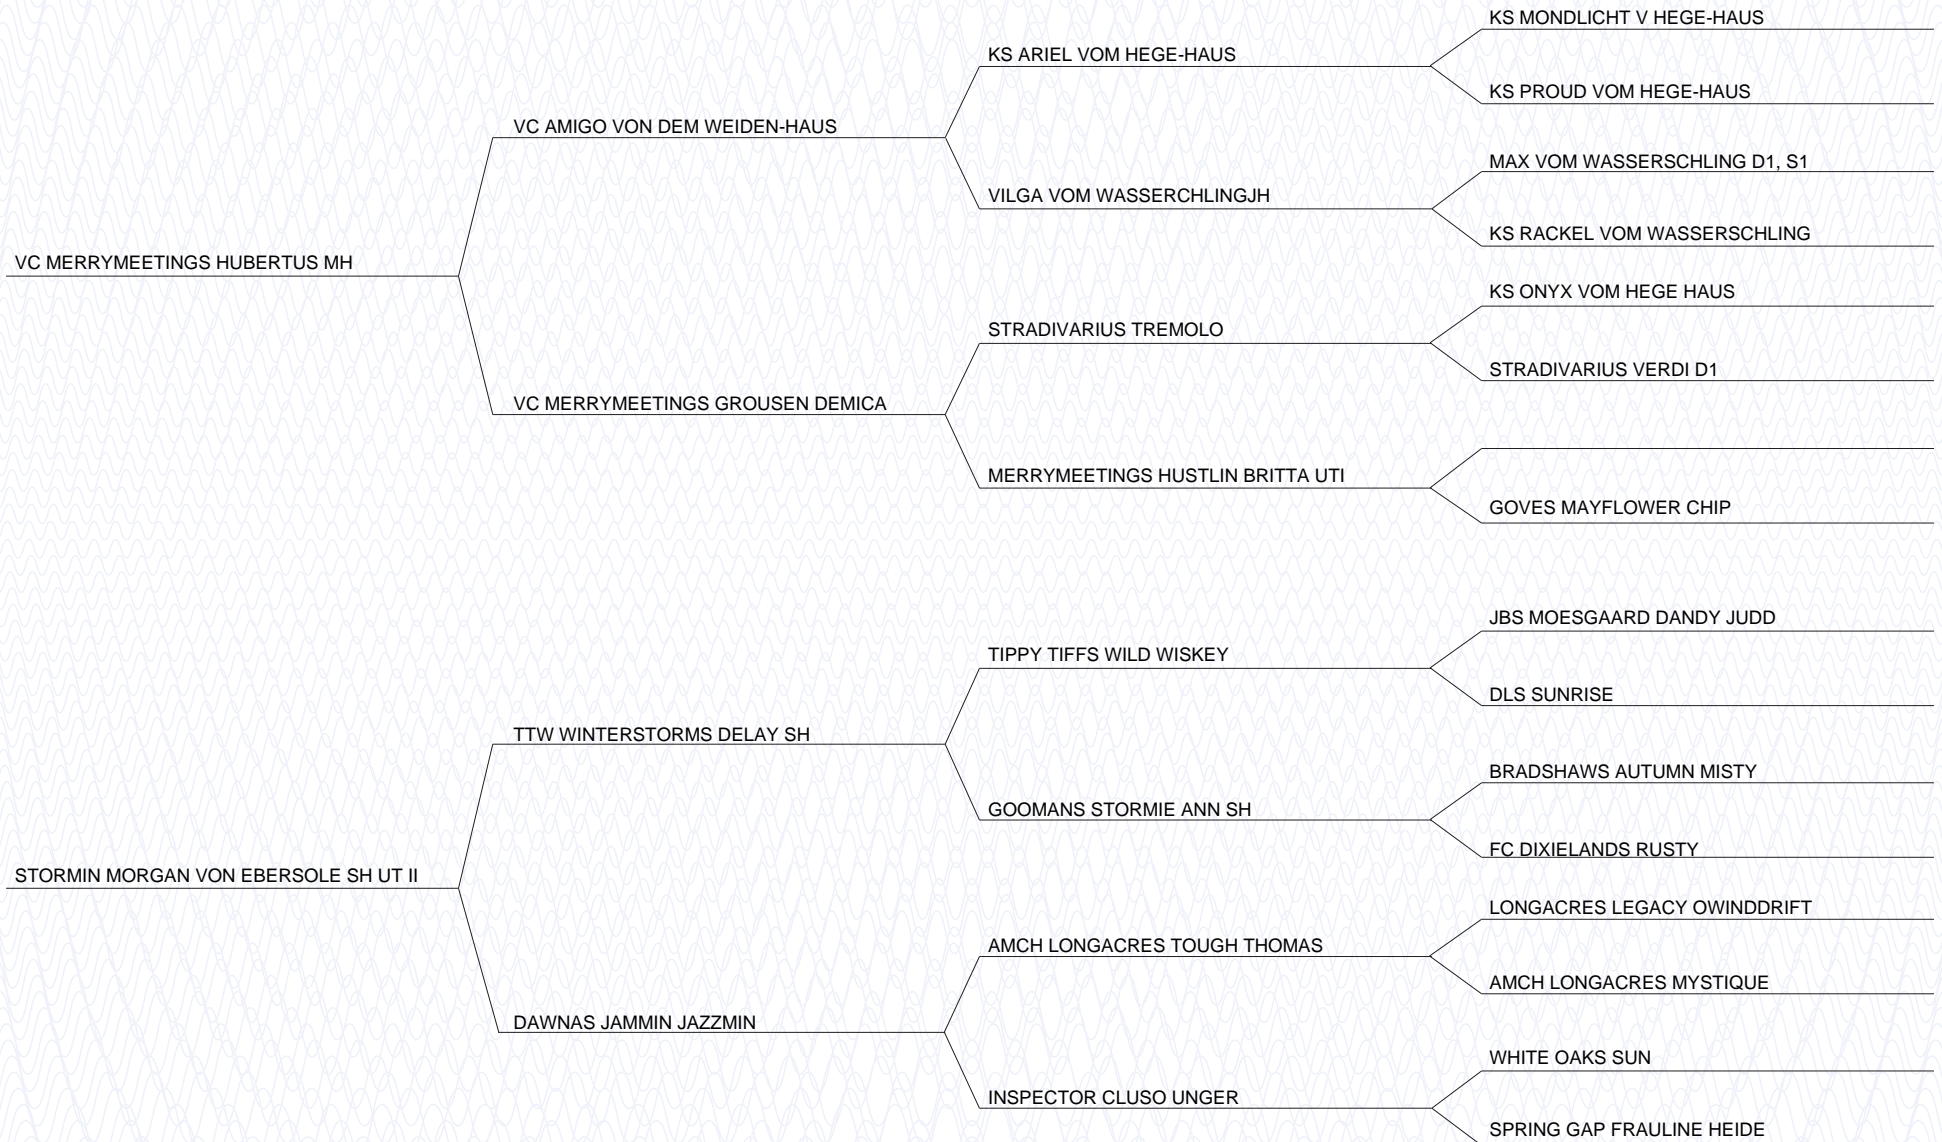 KS MONDLICHT V HEGE-HAUS
KS ARIEL VOM HEGE-HAUS
KS PROUD VOM HEGE-HAUS
VC AMIGO VON DEM WEIDEN-HAUS
MAX VOM WASSERSCHLING D1, S1
VILGA VOM WASSERCHLINGJH
KS RACKEL VOM WASSERSCHLING
VC MERRYMEETINGS HUBERTUS MH
KS ONYX VOM HEGE HAUS
STRADIVARIUS TREMOLO
STRADIVARIUS VERDI D1
VC MERRYMEETINGS GROUSEN DEMICA
MERRYMEETINGS HUSTLIN BRITTA UTI
GOVES MAYFLOWER CHIP
JBS MOESGAARD DANDY JUDD
TIPPY TIFFS WILD WISKEY
DLS SUNRISE
TTW WINTERSTORMS DELAY SH
BRADSHAWS AUTUMN MISTY
GOOMANS STORMIE ANN SH
FC DIXIELANDS RUSTY
STORMIN MORGAN VON EBERSOLE SH UT II
LONGACRES LEGACY OWINDDRIFT
AMCH LONGACRES TOUGH THOMAS
AMCH LONGACRES MYSTIQUE
DAWNAS JAMMIN JAZZMIN
WHITE OAKS SUN
INSPECTOR CLUSO UNGER
SPRING GAP FRAULINE HEIDE